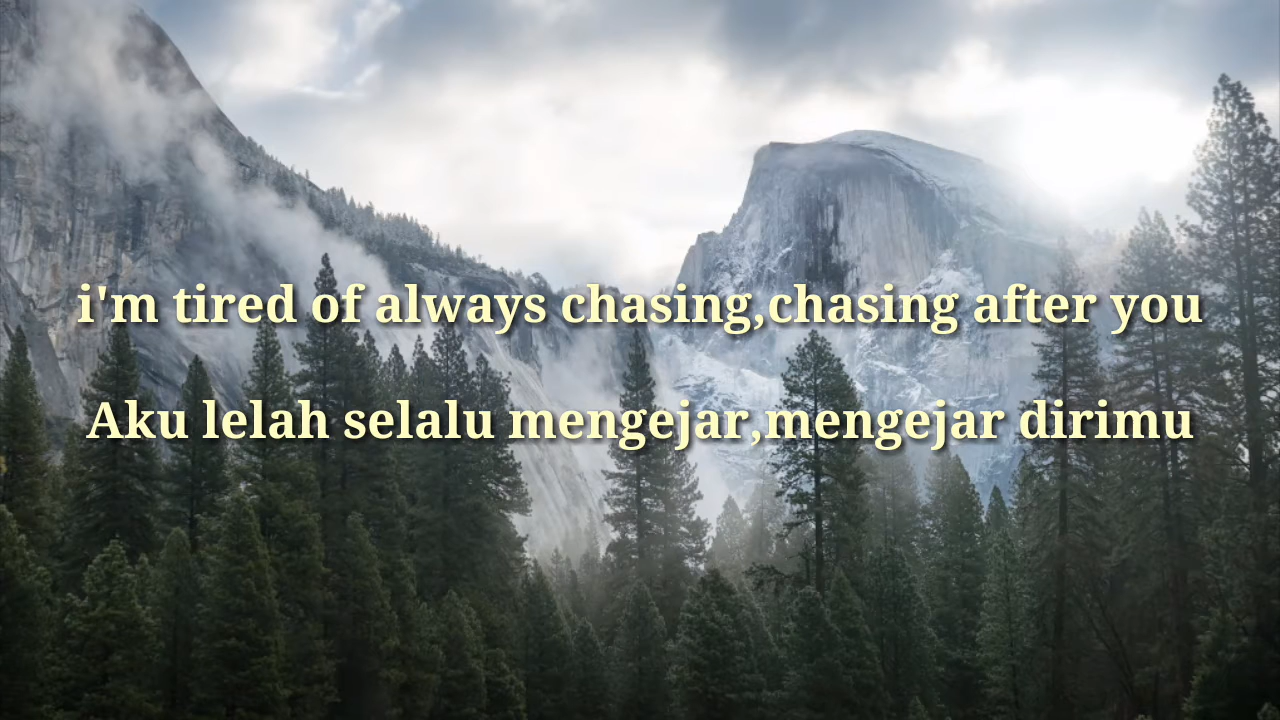 i'm tired of always chasing,chasing after you
Aku lelah selalu mengejar,mengejar dirimu